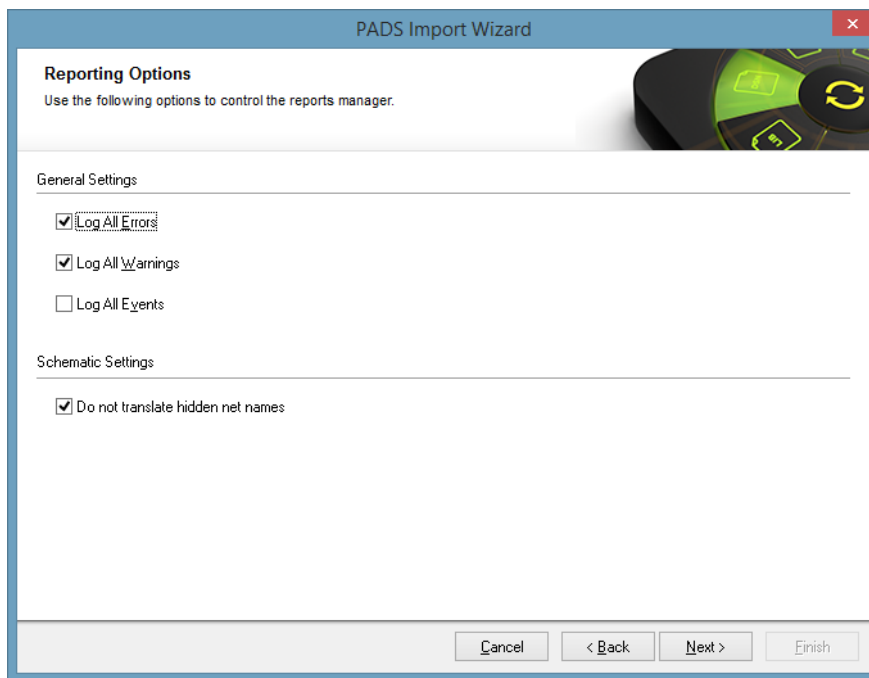 PADS Import Wizard
Reporting Options
Use the following options to control the reports manager.
General Settings
Log All Errors
Log All Warnings
Log All Events
Schematic Settings
Do not translate hidden net names
Cancel
< Back
Next >
Finish